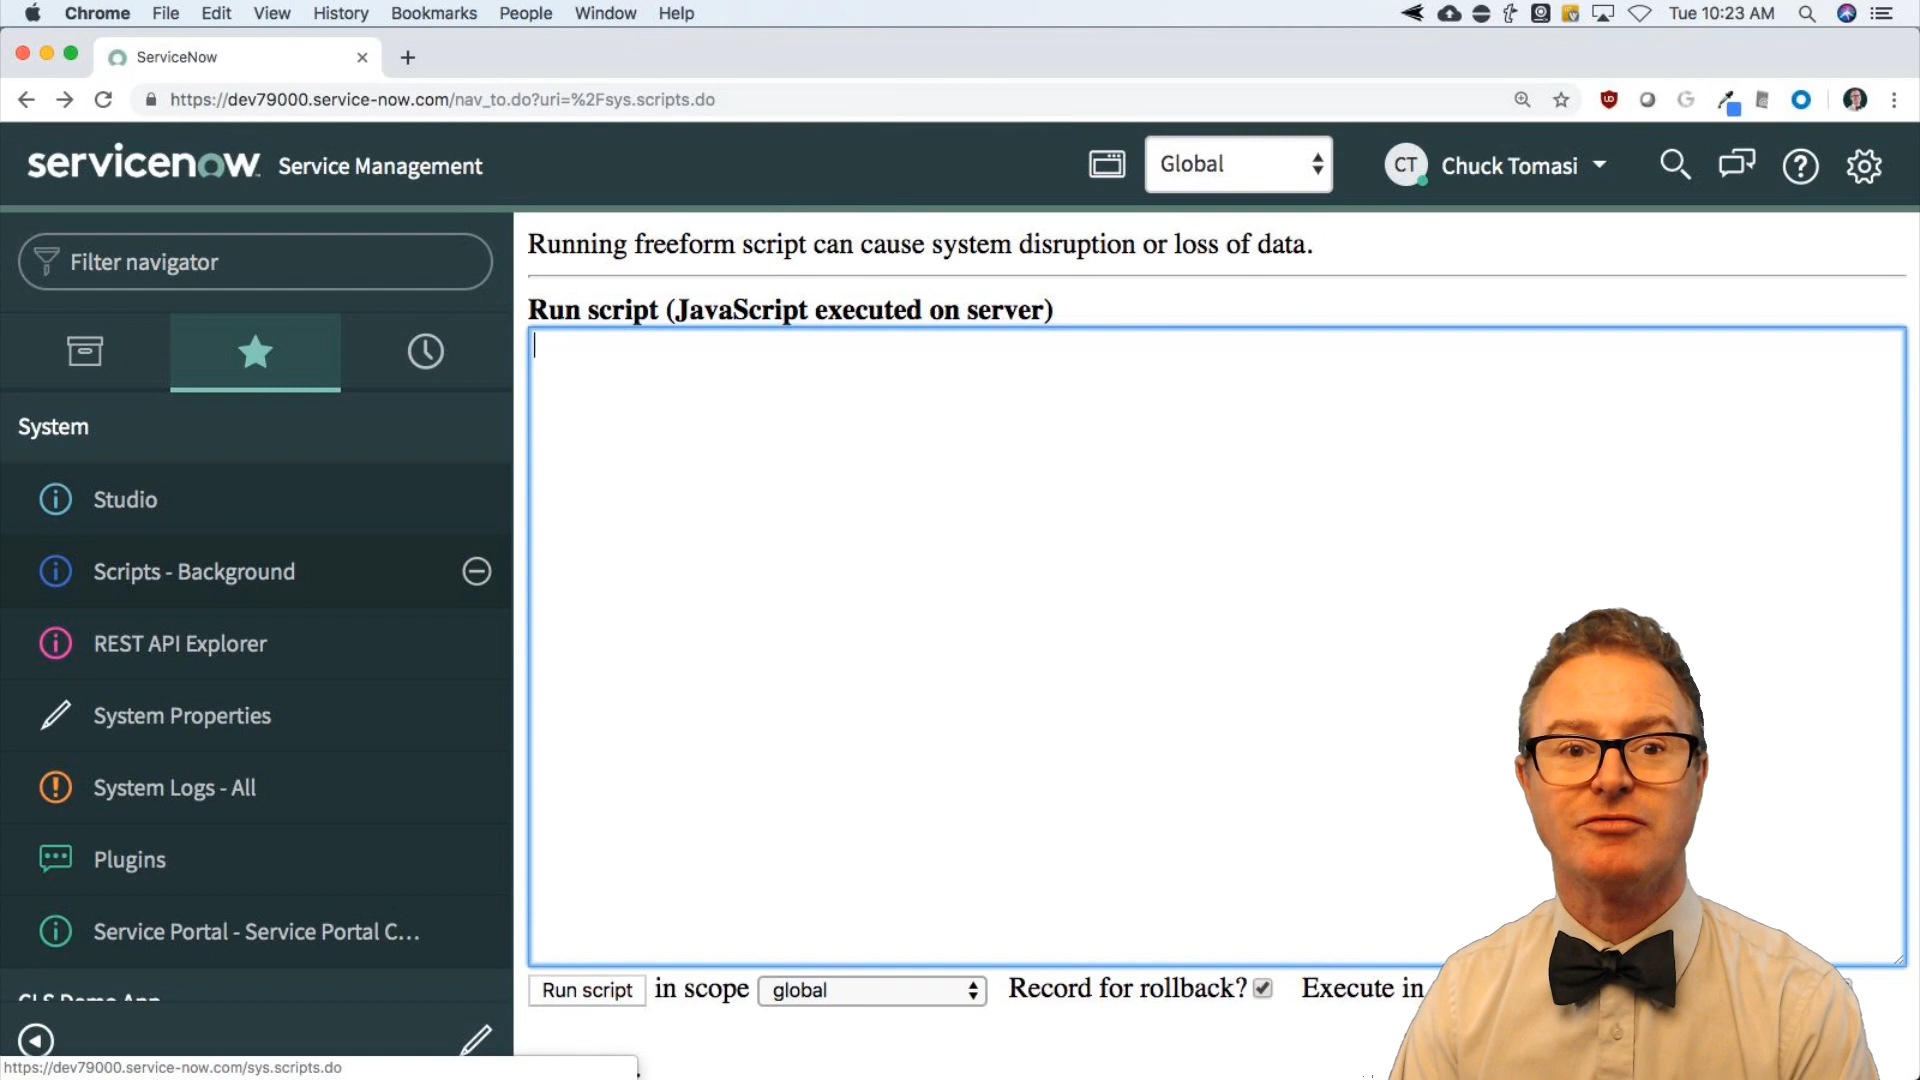 Chrome File Edit View History Bookmarks People Window Help Tue 10:23 AM
ServiceNow
https://dev79000.service-now.com/nav_to.do?uri=%2Fsys.scripts.do
servicenow Service Management Global CT Chuck Tomasi
Filter navigator
System
Studio
Scripts - Background
REST API Explorer
System Properties
System Logs - All
Plugins
Service Portal - Service Portal C...
CLS Demo App
https://dev79000.service-now.com/sys.scripts.do
Running freeform script can cause system disruption or loss of data.
Run script (JavaScript executed on server)
Run script in scope global Record for rollback? Execute in